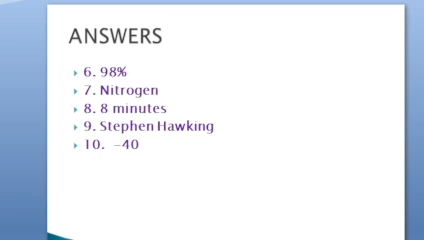 ANSWERS
6. 98%
7. Nitrogen
8. 8 minutes
9. Stephen Hawking
10. -40